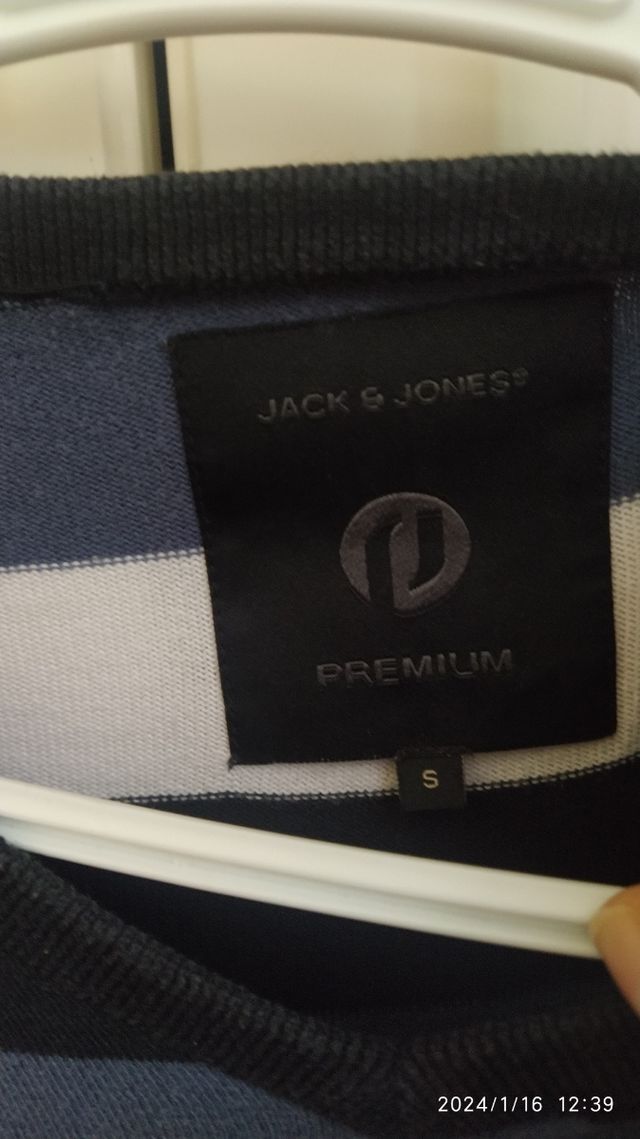 JACK & JONES®
PREMIUM
S
2024/1/16 12:39